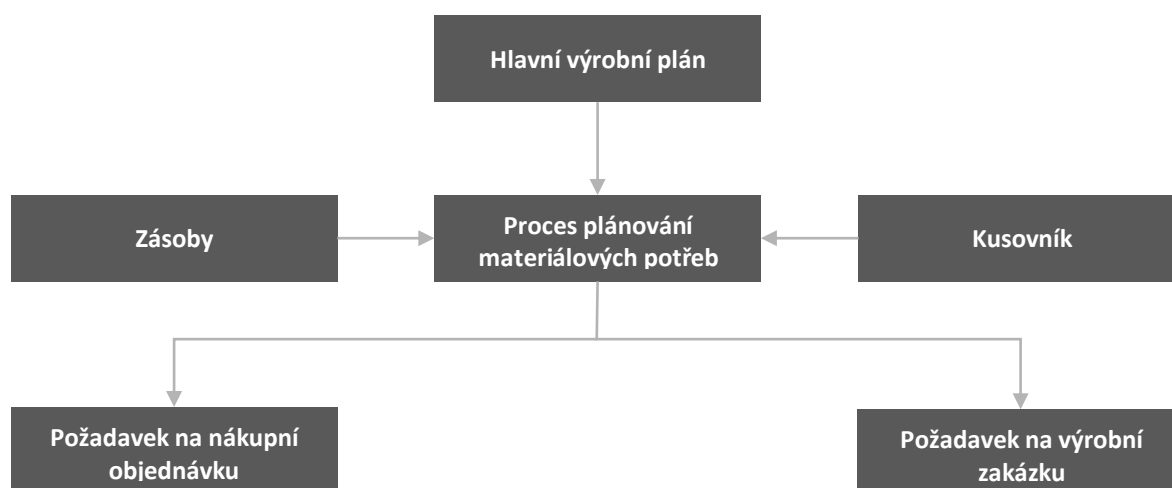 Hlavní výrobní plán
Zásoby
Proces plánování
materiálových potřeb
Kusovník
Požadavek na nákupní
objednávku
Požadavek na výrobní
zakázku